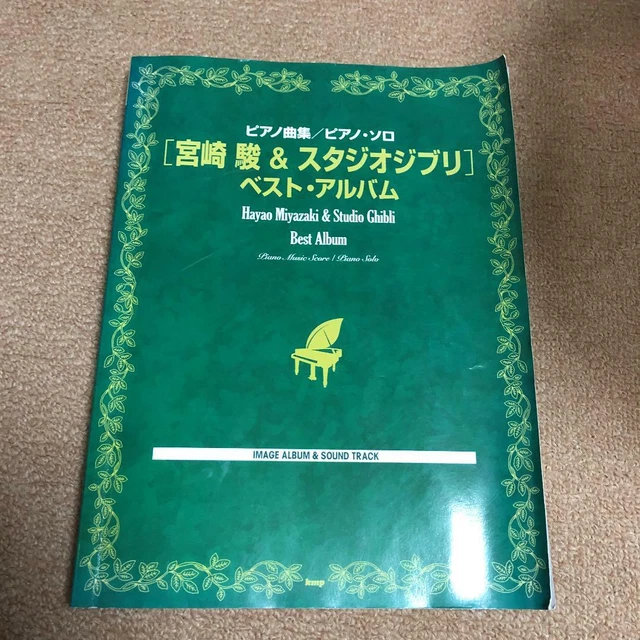 ピアノ曲集／ピアノ・ソロ
［宮崎 駿 & スタジオジブリ］
ベスト・アルバム
Hayao Miyazaki & Studio Ghibli
Best Album
Piano Music Score / Piano Solo
IMAGE ALBUM & SOUND TRACK
kmp